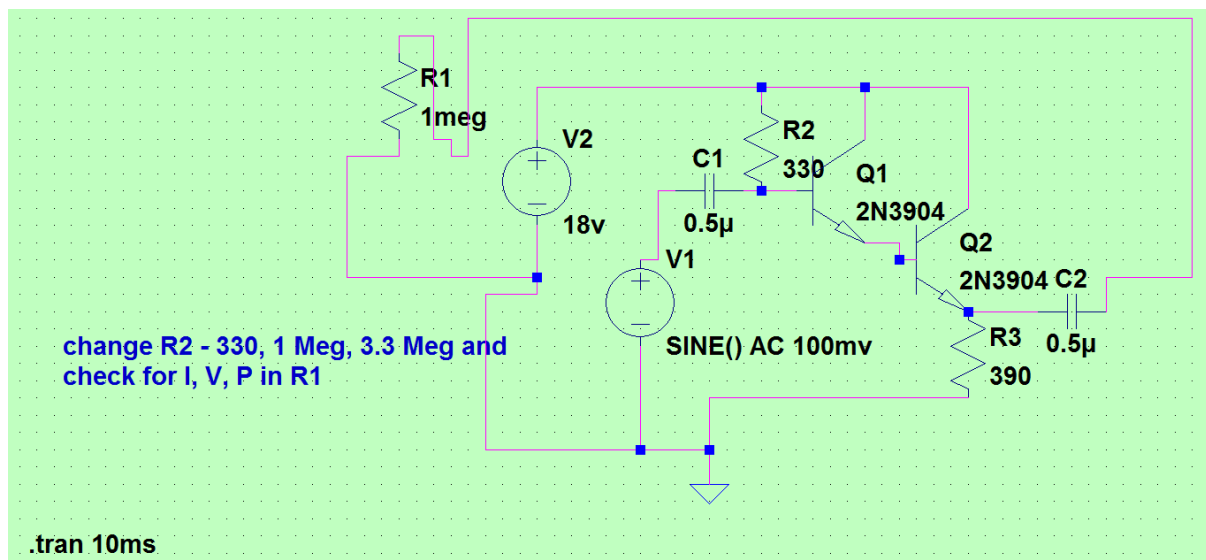 R1
1meg
V2
18v
C1
0.5µ
R2
330
Q1
2N3904
V1
SINE() AC 100mv
Q2
2N3904
C2
0.5µ
R3
390
change R2 - 330, 1 Meg, 3.3 Meg and
check for I, V, P in R1
.tran 10ms